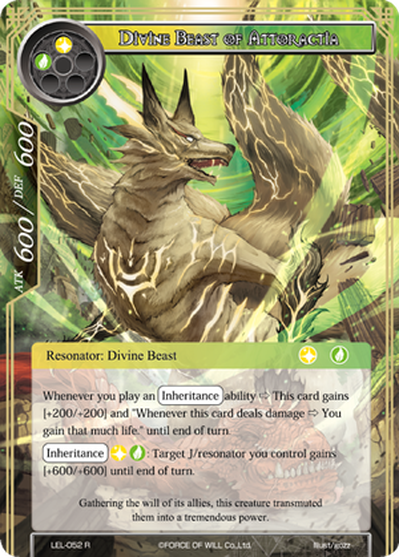 Divine Beast of Attoractia
ATK 600 / DEF 600
Resonator: Divine Beast
Whenever you play an Inheritance ability ⇨ This card gains
[+200/+200] and "Whenever this card deals damage ⇨ You
gain that much life." until end of turn.
Inheritance : Target J/resonator you control gains
[+600/+600] until end of turn.
Gathering the will of its allies, this creature transmuted
them into a tremendous power.
LEL-052 R ©FORCE OF WILL Co.,Ltd. Illust/gozz